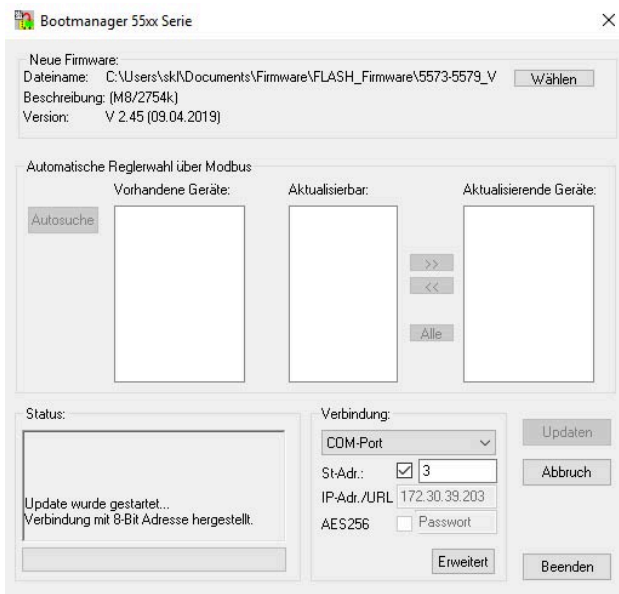 Bootmanager 55xx Serie
Neue Firmware:
Dateiname: C:\Users\skl\Documents\Firmware\FLASH_Firmware\5573-5579_V Wählen
Beschreibung: (M8/2754k)
Version: V 2.45 (09.04.2019)
Automatische Reglerwahl über Modbus
Vorhandene Geräte: Aktualisierbar: Aktualisierende Geräte:
Autosuche
>>
<<
Alle
Status:
Update wurde gestartet...
Verbindung mit 8-Bit Adresse hergestellt.
Verbindung:
COM-Port
St-Adr.: 3
IP-Adr./URL 172.30.39.203
AES256 Passwort
Erweitert
Updaten
Abbruch
Beenden